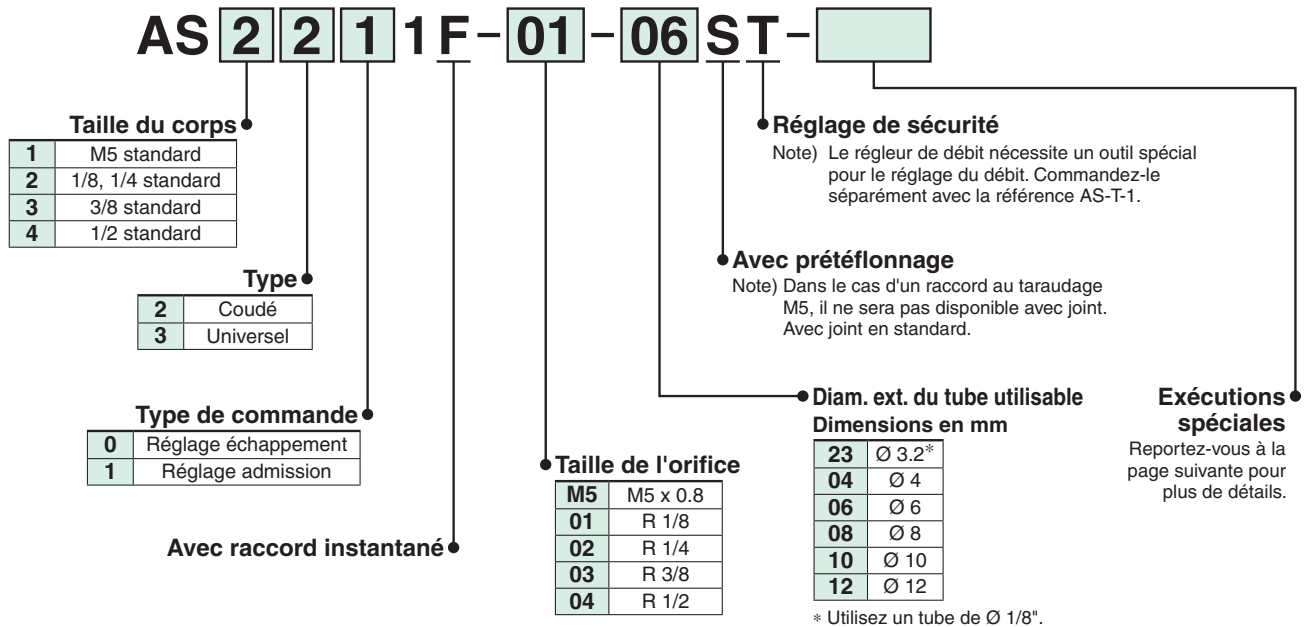 AS 2 2 1 1 F - 01 - 06 S T -
Taille du corps
1 M5 standard
2 1/8, 1/4 standard
3 3/8 standard
4 1/2 standard
Type
2 Coudé
3 Universel
Type de commande
0 Réglage échappement
1 Réglage admission
Avec raccord instantané
Taille de l'orifice
M5 M5 x 0.8
01 R 1/8
02 R 1/4
03 R 3/8
04 R 1/2
Réglage de sécurité
Note) Le régleur de débit nécessite un outil spécial
pour le réglage du débit. Commandez-le
séparément avec la référence AS-T-1.
Avec prétéflonnage
Note) Dans le cas d'un raccord au taraudage
M5, il ne sera pas disponible avec joint.
Avec joint en standard.
Diam. ext. du tube utilisable
Dimensions en mm
23 Ø 3.2*
04 Ø 4
06 Ø 6
08 Ø 8
10 Ø 10
12 Ø 12
* Utilisez un tube de Ø 1/8".
Exécutions
spéciales
Reportez-vous à la
page suivante pour
plus de détails.